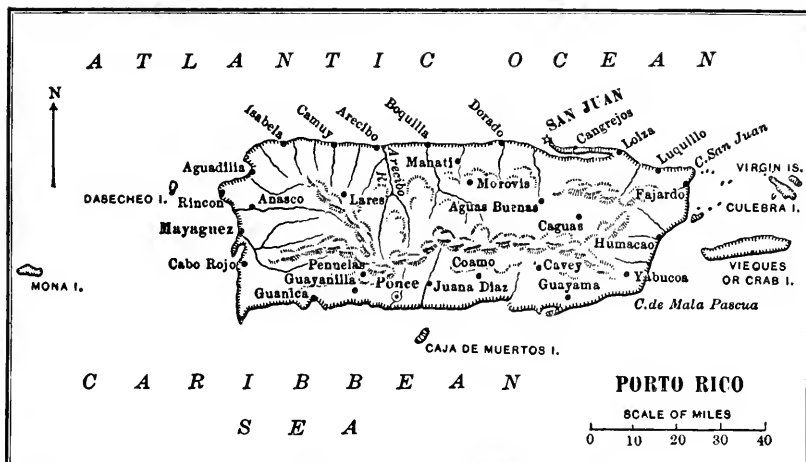 ATLANTIC OCEAN
N
Isabela
Camuy
Arecibo
Boquilla
Dorado
SAN JUAN
Cangrejos
Loiza
Luquillo
C. San Juan
VIRGIN IS.
Aguadilia
Manati
Arecibo
R.
DASECHEO I.
Rincon
Anasco
Lares
Morovis
Fajardo
CULEBRA I.
Aguas Buenas
Caguas
Mayaguez
Humacao
VIEQUES
OR CRAB I.
Cabo Rojo
Penuelas
Coamo
Cavey
Yabucoa
MONA I.
Guayanilla
Ponce
Juana Diaz
Guanica
Guayama
C. de Mala Pascua
CAJA DE MUERTOS I.
CARIBBEAN
SEA
PORTO RICO
SCALE OF MILES
0 10 20 30 40